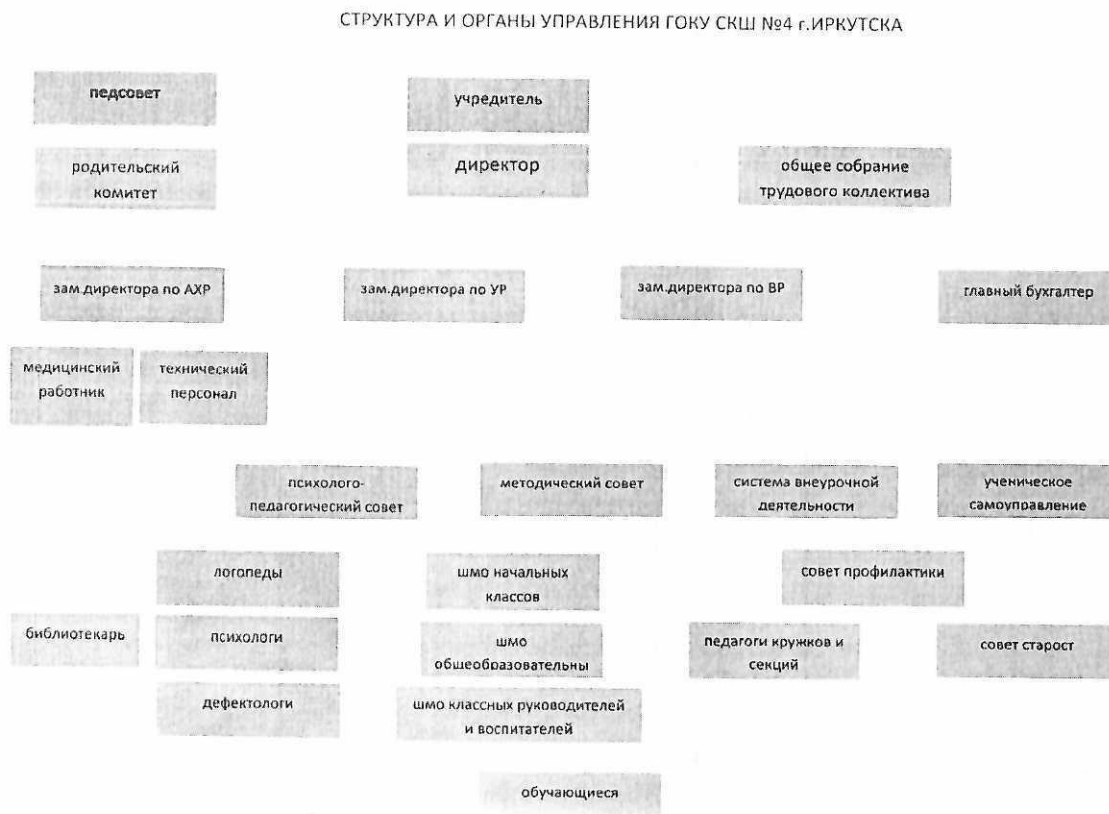 СТРУКТУРА И ОРГАНЫ УПРАВЛЕНИЯ ГОКУ СКШ №4 г.ИРКУТСКА
педсовет
учредитель
родительский
комитет
директор
общее собрание
трудового коллектива
зам.директора по АХР
зам.директора по УР
зам.директора по ВР
главный бухгалтер
медицинский
работник
технический
персонал
психолого-
педагогический совет
методический совет
система внеурочной
деятельности
ученическое
самоуправление
логопеды
шмо начальных
классов
совет профилактики
библиотекарь
психологи
шмо
общеобразовательны
педагоги кружков и
секций
совет старост
дефектологи
шмо классных руководителей
и воспитателей
обучающиеся